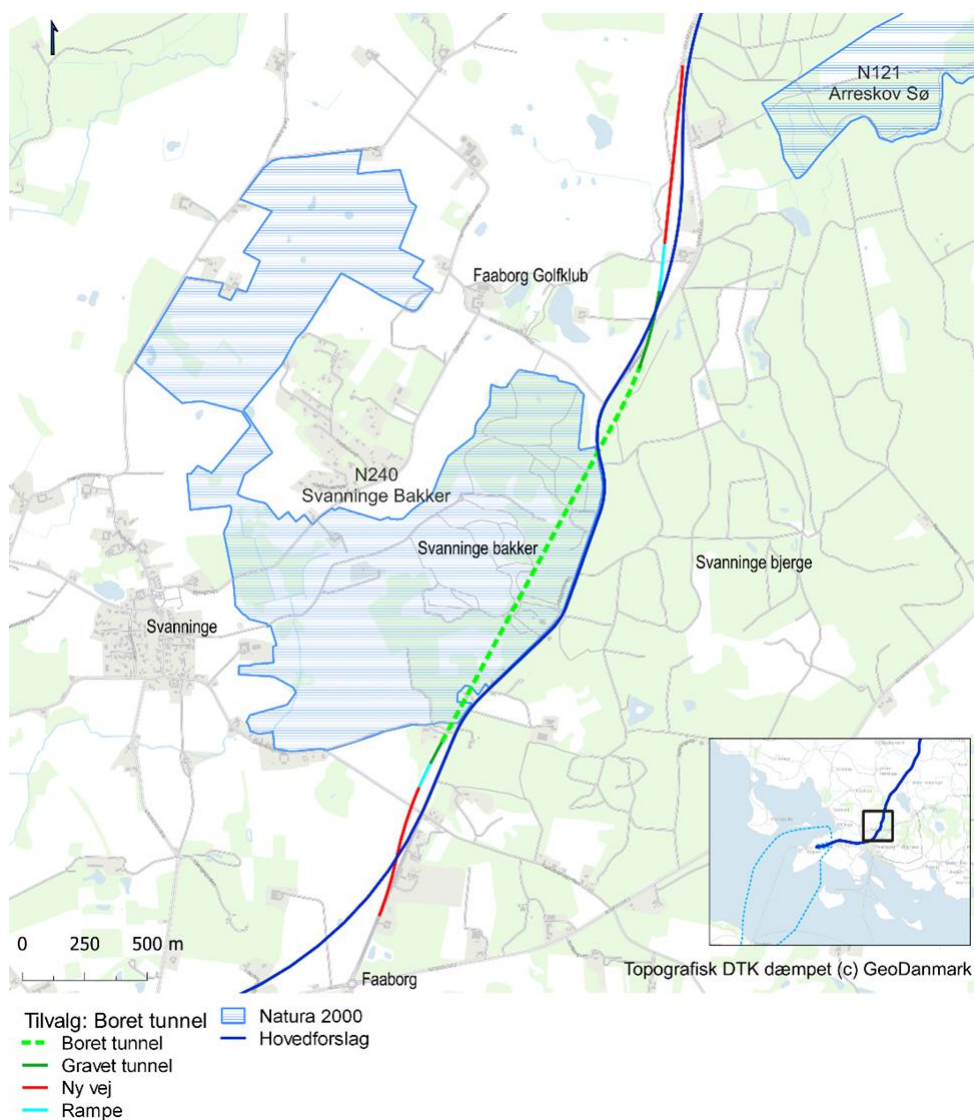 N121
Arreskov Sø
Faaborg Golfklub
N240
Svanninge Bakker
Svanninge bakker
Svanninge bjerge
Svanninge
0 250 500 m
Faaborg
Topografisk DTK dæmpet (c) GeoDanmark
Tilvalg: Boret tunnel
Boret tunnel
Gravet tunnel
Ny vej
Rampe
Natura 2000
Hovedforslag